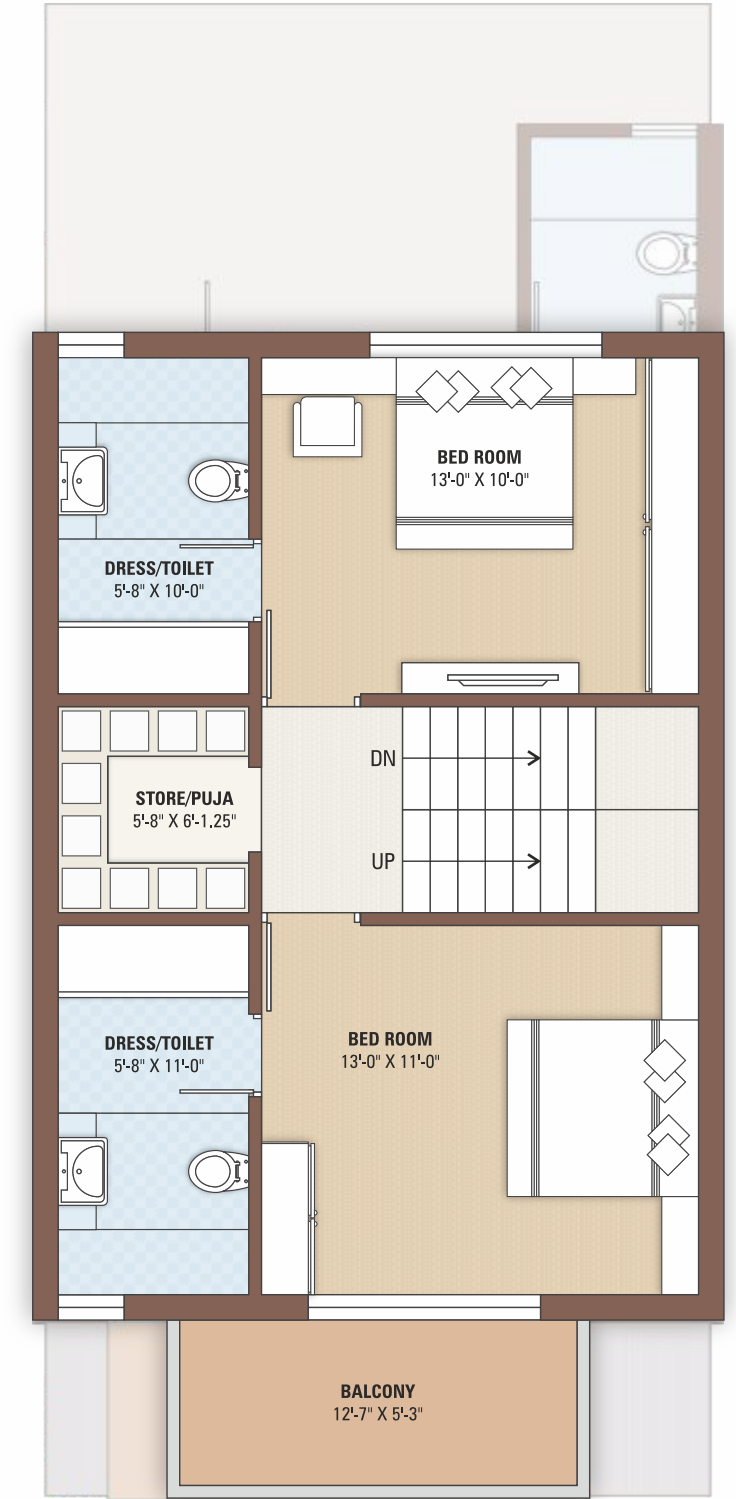 BED ROOM
13'-0" X 10'-0"
DRESS/TOILET
5'-8" X 10'-0"
DN
STORE/PUJA
5'-8" X 6'-1.25"
UP
DRESS/TOILET
5'-8" X 11'-0"
BED ROOM
13'-0" X 11'-0"
BALCONY
12'-7" X 5'-3"